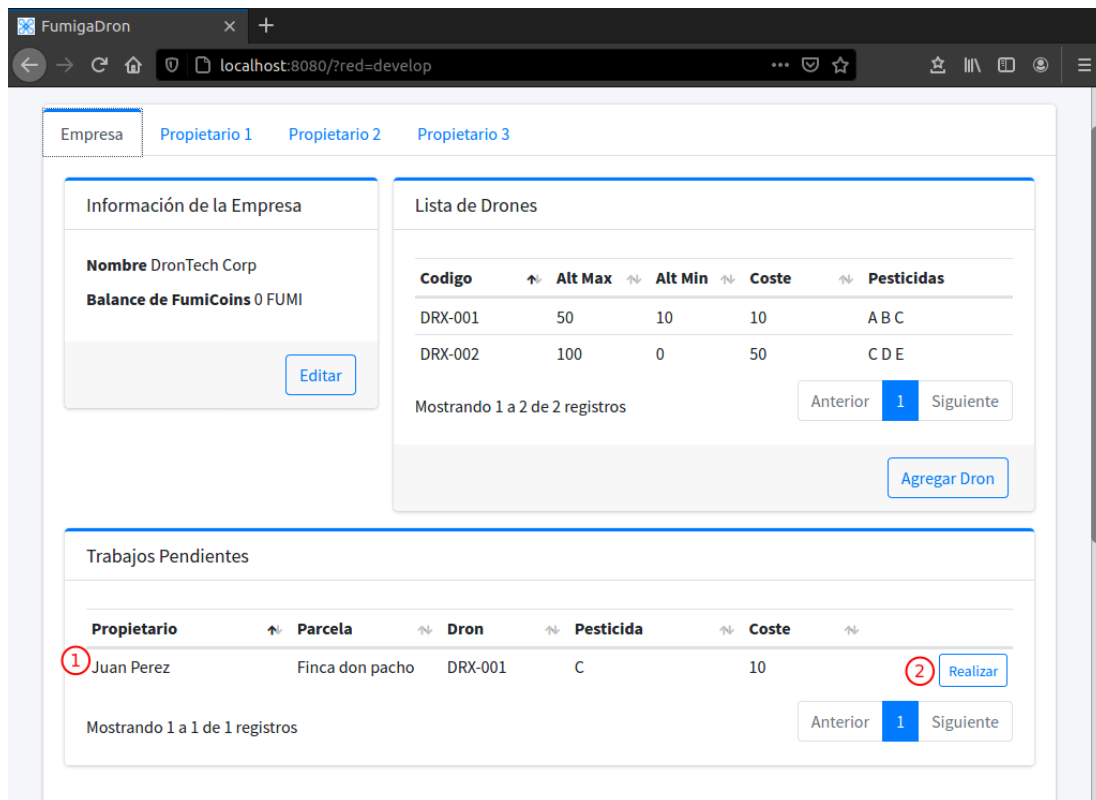 FumigaDron
localhost:8080/?red=develop
Empresa Propietario 1 Propietario 2 Propietario 3
Información de la Empresa
Nombre DronTech Corp
Balance de FumiCoins 0 FUMI
Editar
Lista de Drones
Codigo Alt Max Alt Min Coste Pesticidas
DRX-001 50 10 10 A B C
DRX-002 100 0 50 C D E
Mostrando 1 a 2 de 2 registros
Anterior 1 Siguiente
Agregar Dron
Trabajos Pendientes
Propietario Parcela Dron Pesticida Coste
1 Juan Perez Finca don pacho DRX-001 C 10 2 Realizar
Mostrando 1 a 1 de 1 registros
Anterior 1 Siguiente